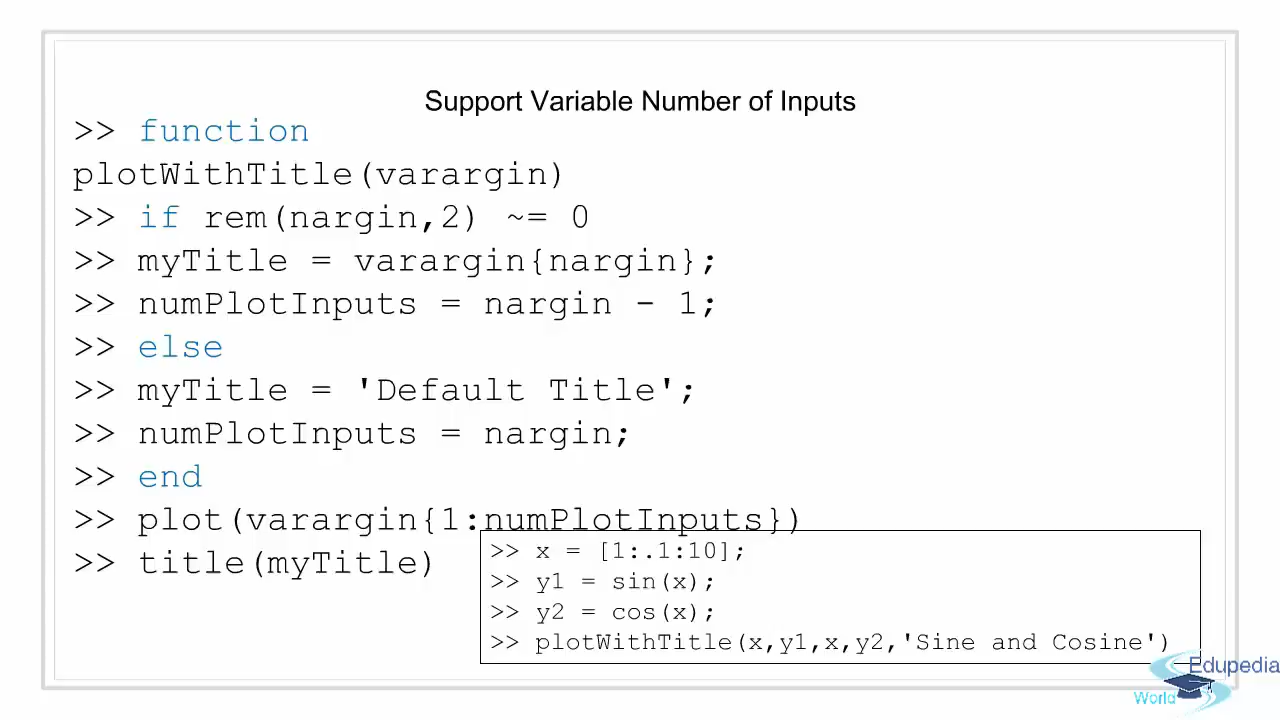 Support Variable Number of Inputs
>> function
plotWithTitle(varargin)
>> if rem(nargin,2) ~= 0
>> myTitle = varargin{nargin};
>> numPlotInputs = nargin - 1;
>> else
>> myTitle = 'Default Title';
>> numPlotInputs = nargin;
>> end
>> plot(varargin{1:numPlotInputs})
>> title(myTitle)
>> x = [1:.1:10];
>> y1 = sin(x);
>> y2 = cos(x);
>> plotWithTitle(x,y1,x,y2,'Sine and Cosine')
Edupedia
World